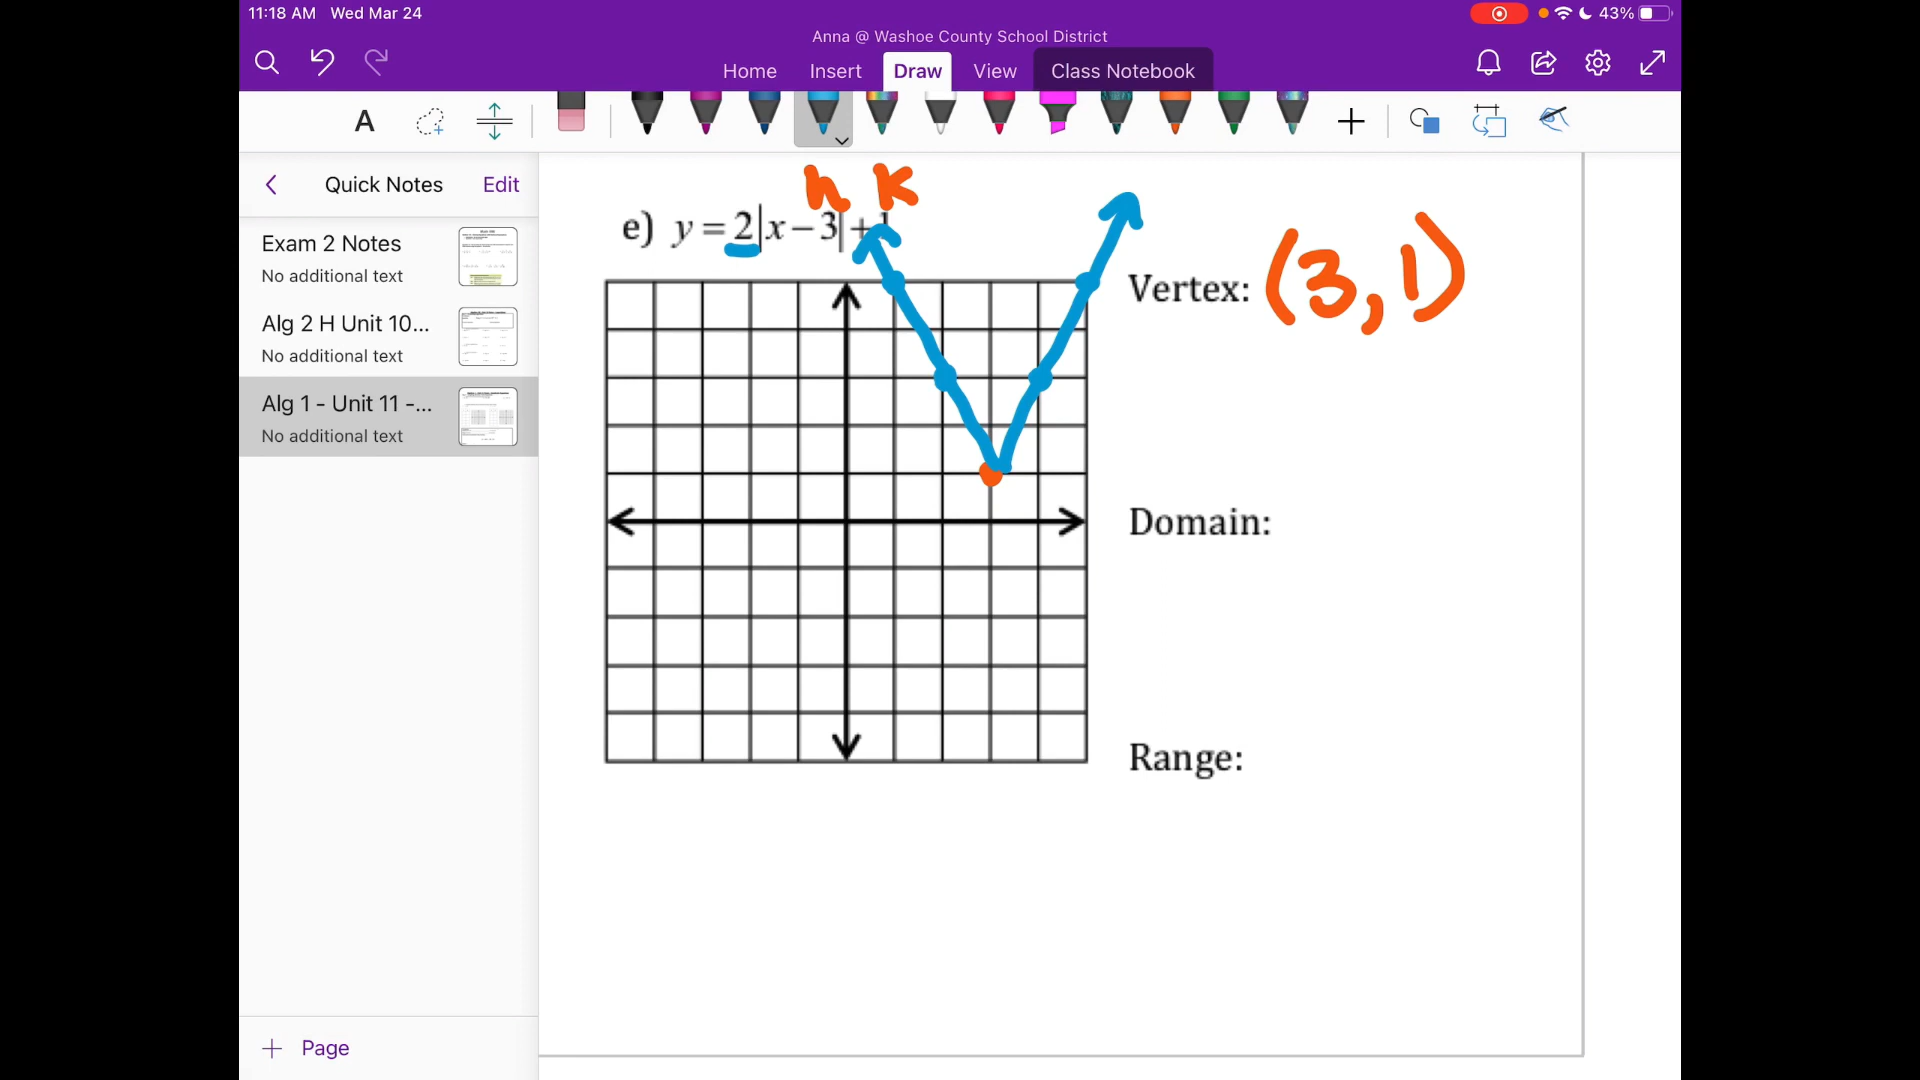 11:18 AM Wed Mar 24
43%
Anna @ Washoe County School District
Home Insert Draw View Class Notebook
A
Quick Notes Edit
Exam 2 Notes
No additional text
Alg 2 H Unit 10...
No additional text
Alg 1 - Unit 11 -...
No additional text
Page
h, k
e) y = 2|x − 3| + 1
Vertex: (3, 1)
Domain:
Range: